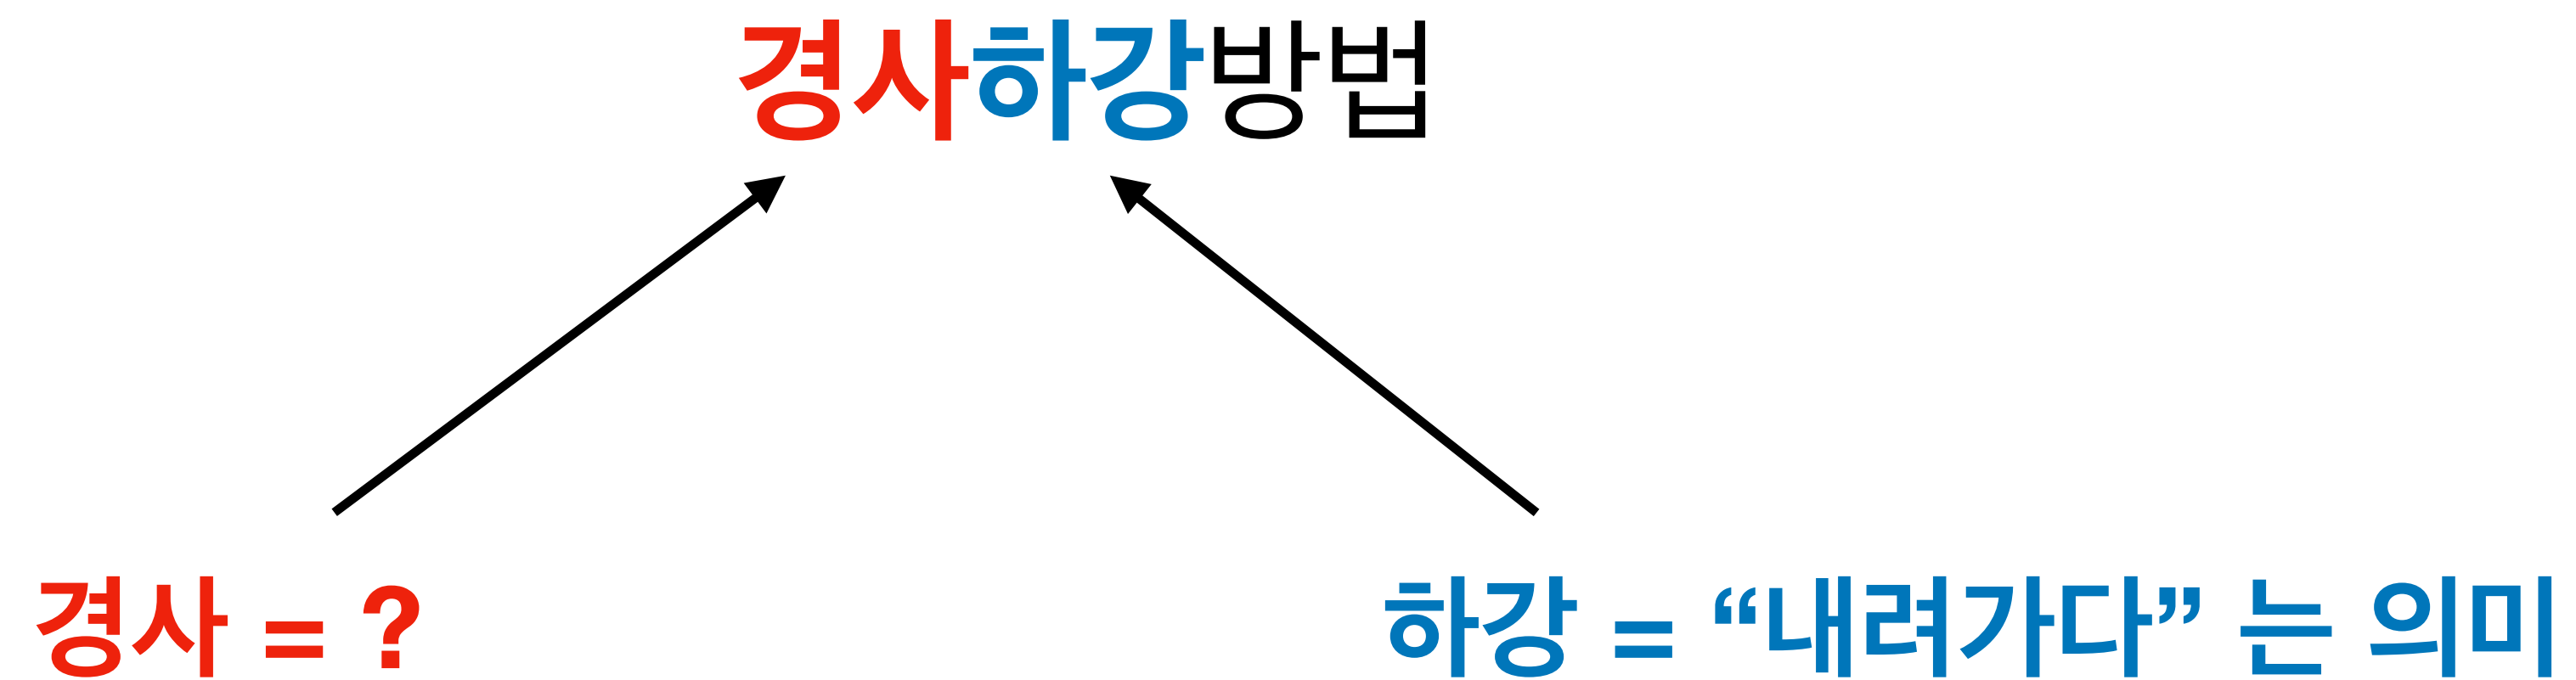 경사하강방법
경사 = ?
하강 = “내려가다” 는 의미